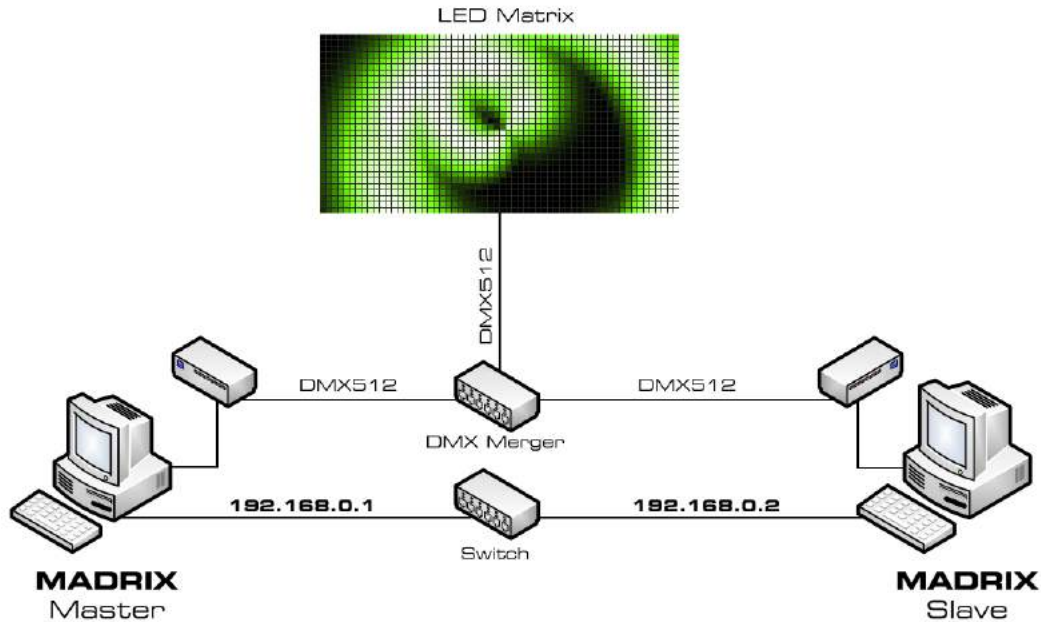 LED Matrix
DMX512
DMX512
DMX512
DMX Merger
192.168.0.1
192.168.0.2
Switch
MADRIX
Master
MADRIX
Slave